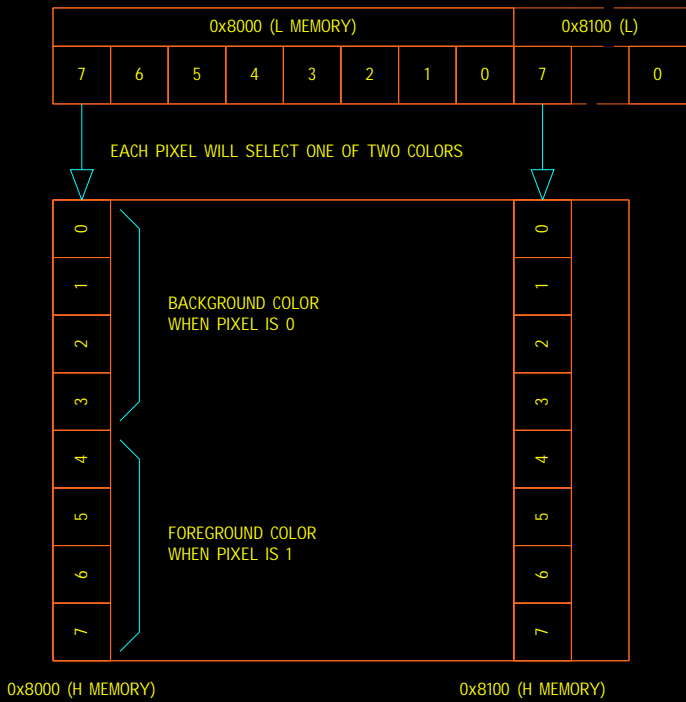 0x8000 (L MEMORY) 0x8100 (L)
7 6 5 4 3 2 1 0 7 0
EACH PIXEL WILL SELECT ONE OF TWO COLORS
0 0
1 1
BACKGROUND COLOR
WHEN PIXEL IS 0
2 2
3 3
4 4
5 5
FOREGROUND COLOR
WHEN PIXEL IS 1
6 6
7 7
0x8000 (H MEMORY) 0x8100 (H MEMORY)